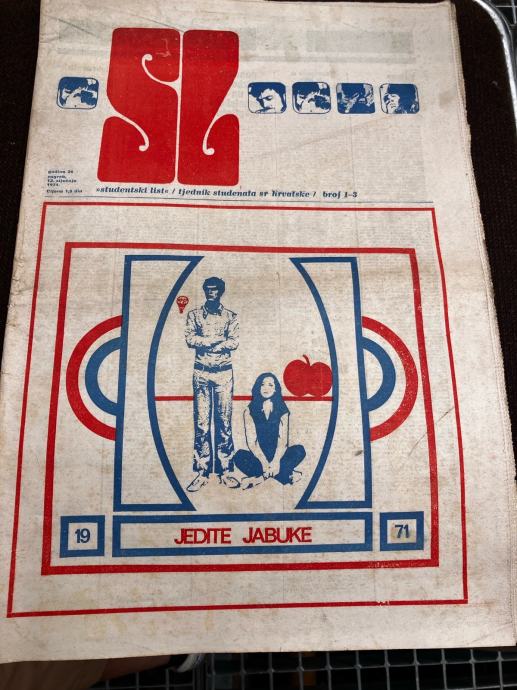 SL
godina 26
zagreb,
12. siječnja
1971.
Cijena 1,5 din
»studentski list« / tjednik studenata sr hrvatske / broj 1–3
19
JEDITE JABUKE
71